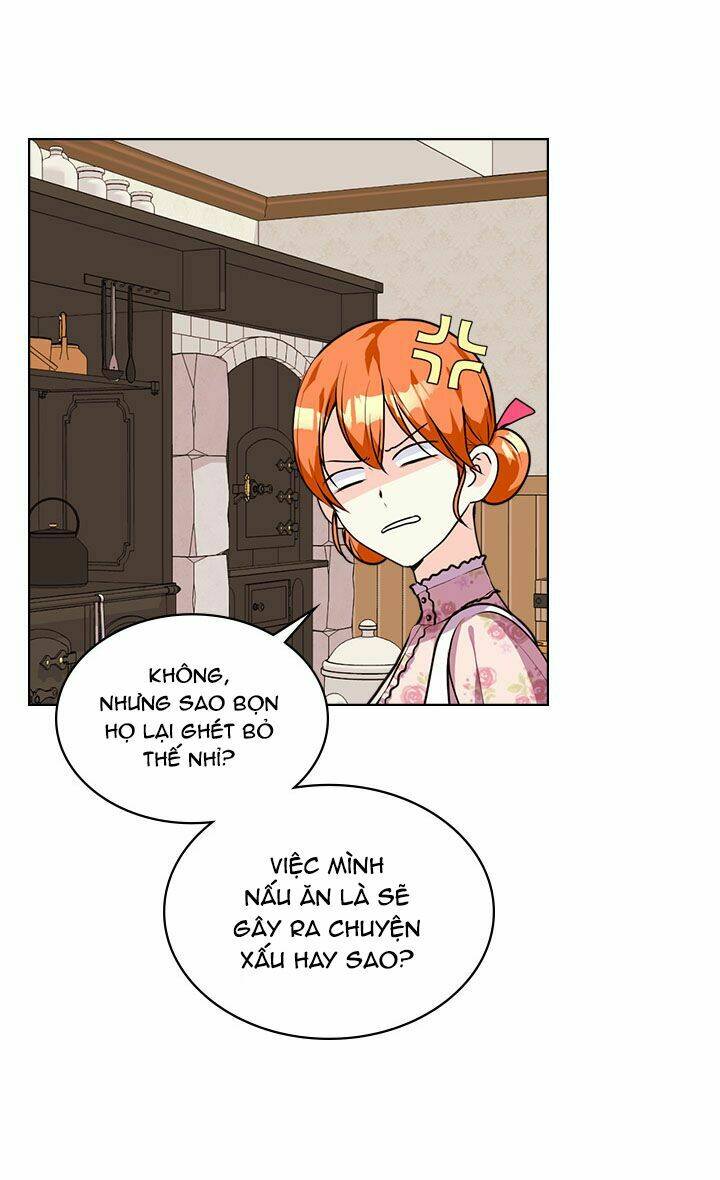 KHÔNG,
NHƯNG SAO BỌN
HỌ LẠI GHÉT BỎ
THẾ NHỈ?
VIỆC MÌNH
NẤU ĂN LÀ SẼ
GÂY RA CHUYỆN
XẤU HAY SAO?